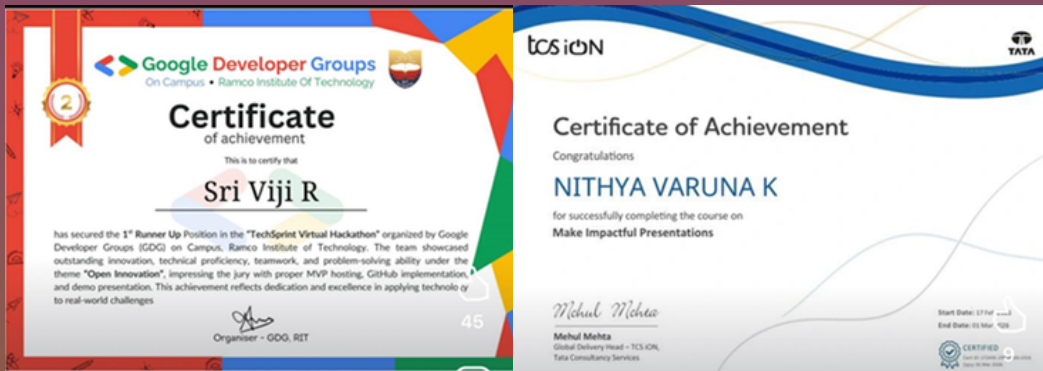 2
Google Developer Groups
On Campus • Ramco Institute Of Technology
Certificate
of achievement
This is to certify that
Sri Viji R
has secured the 1st Runner Up Position in the "TechSprint Virtual Hackathon" organized by Google
Developer Groups (GDG) on Campus, Ramco Institute of Technology. The team showcased
outstanding innovation, technical proficiency, teamwork, and problem-solving ability under the
theme "Open Innovation", impressing the jury with proper MVP hosting, GitHub implementation,
and demo presentation. This achievement reflects dedication and excellence in applying technology
to real-world challenges
Organiser - GDG, RIT
45
tcs iON
TATA
Certificate of Achievement
Congratulations
NITHYA VARUNA K
for successfully completing the course on
Make Impactful Presentations
Mehul Mehta
Mehul Mehta
Global Delivery Head - TCS iON,
Tata Consultancy Services
Start Date: 17
End Date: 01 Mar
CERTIFIED
9